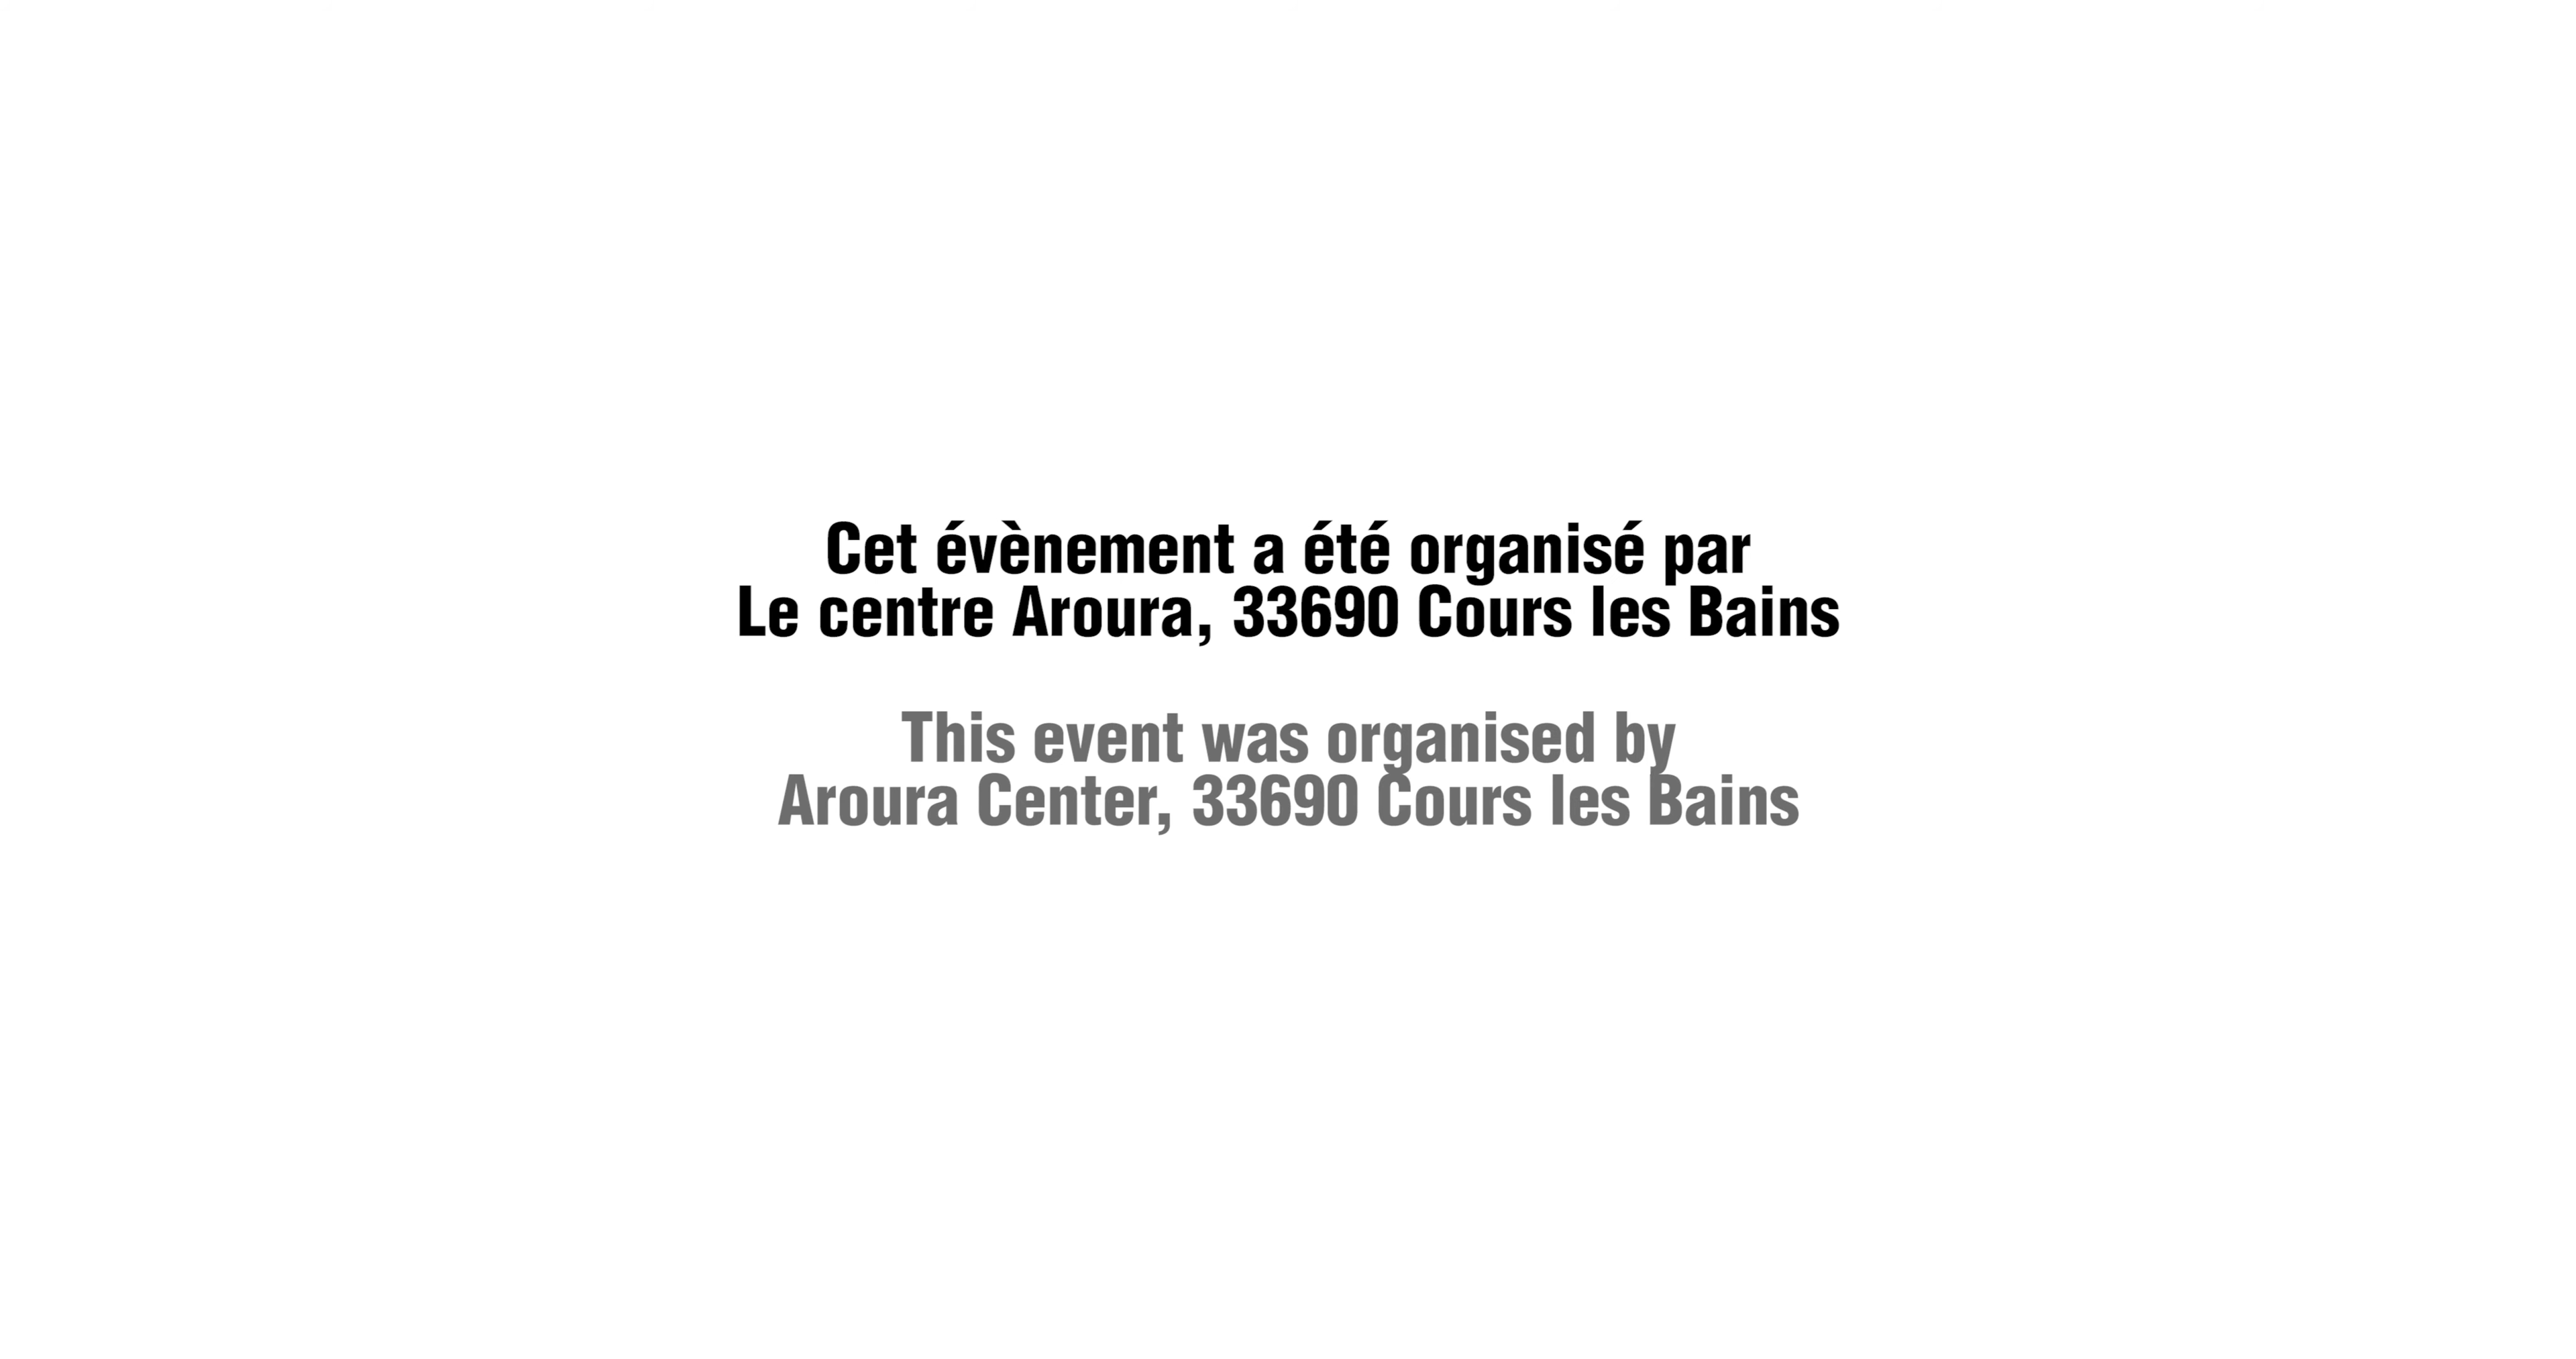 Cet évènement a été organisé par
Le centre Aroura, 33690 Cours les Bains
This event was organised by
Aroura Center, 33690 Cours les Bains